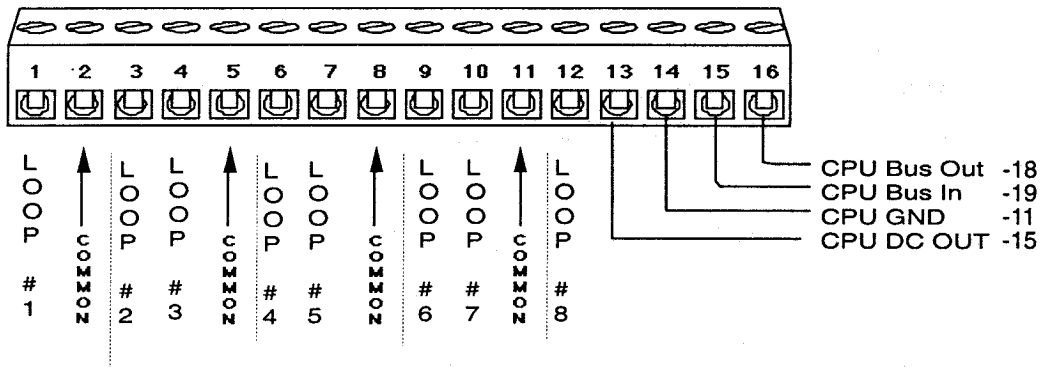 1 2 3 4 5 6 7 8 9 10 11 12 13 14 15 16
LOOP #1
COMMON
LOOP #2
LOOP #3
COMMON
LOOP #4
LOOP #5
COMMON
LOOP #6
LOOP #7
COMMON
LOOP #8
CPU Bus Out -18
CPU Bus In -19
CPU GND -11
CPU DC OUT -15